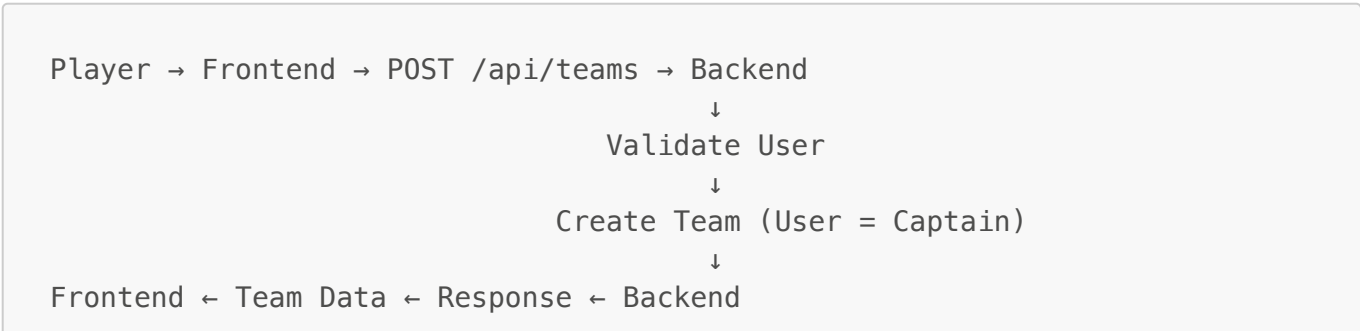 Player → Frontend → POST /api/teams → Backend
↓
Validate User
↓
Create Team (User = Captain)
↓
Frontend ← Team Data ← Response ← Backend